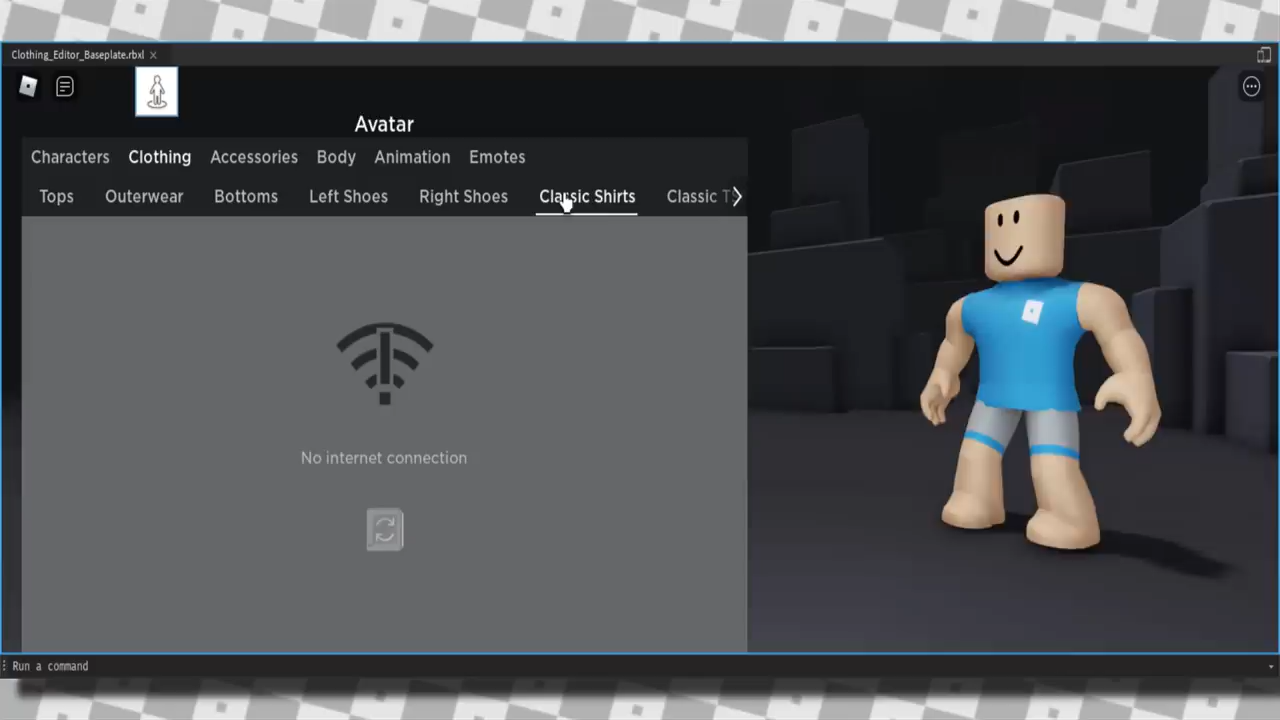 Clothing_Editor_Baseplate.rbxl
Avatar
Characters Clothing Accessories Body Animation Emotes
Tops Outerwear Bottoms Left Shoes Right Shoes Classic Shirts Classic
No internet connection
Run a command